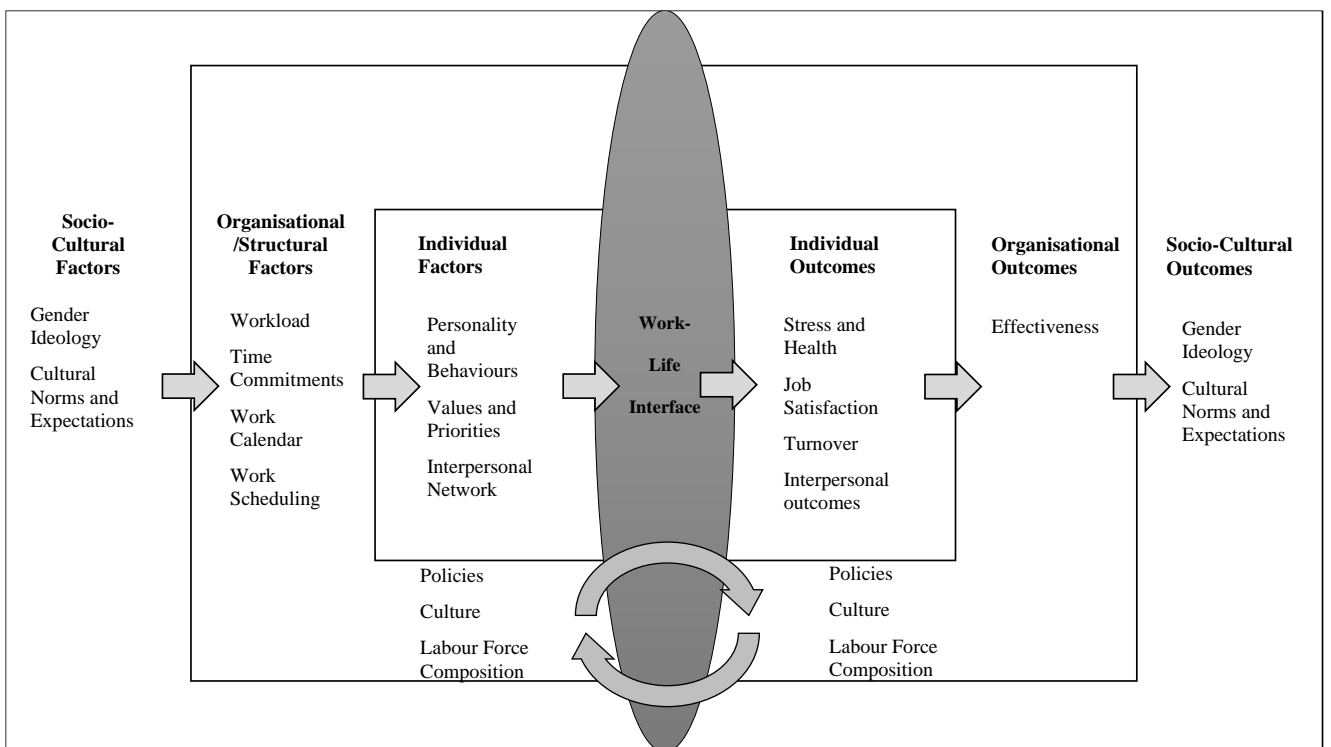 Socio-
Cultural
Factors
Gender
Ideology
Cultural
Norms and
Expectations
Organisational
/Structural
Factors
Workload
Time
Commitments
Work
Calendar
Work
Scheduling
Individual
Factors
Personality
and
Behaviours
Values and
Priorities
Interpersonal
Network
Policies
Culture
Labour Force
Composition
Work-
Life
Interface
Individual
Outcomes
Stress and
Health
Job
Satisfaction
Turnover
Interpersonal
outcomes
Policies
Culture
Labour Force
Composition
Organisational
Outcomes
Effectiveness
Socio-Cultural
Outcomes
Gender
Ideology
Cultural
Norms and
Expectations